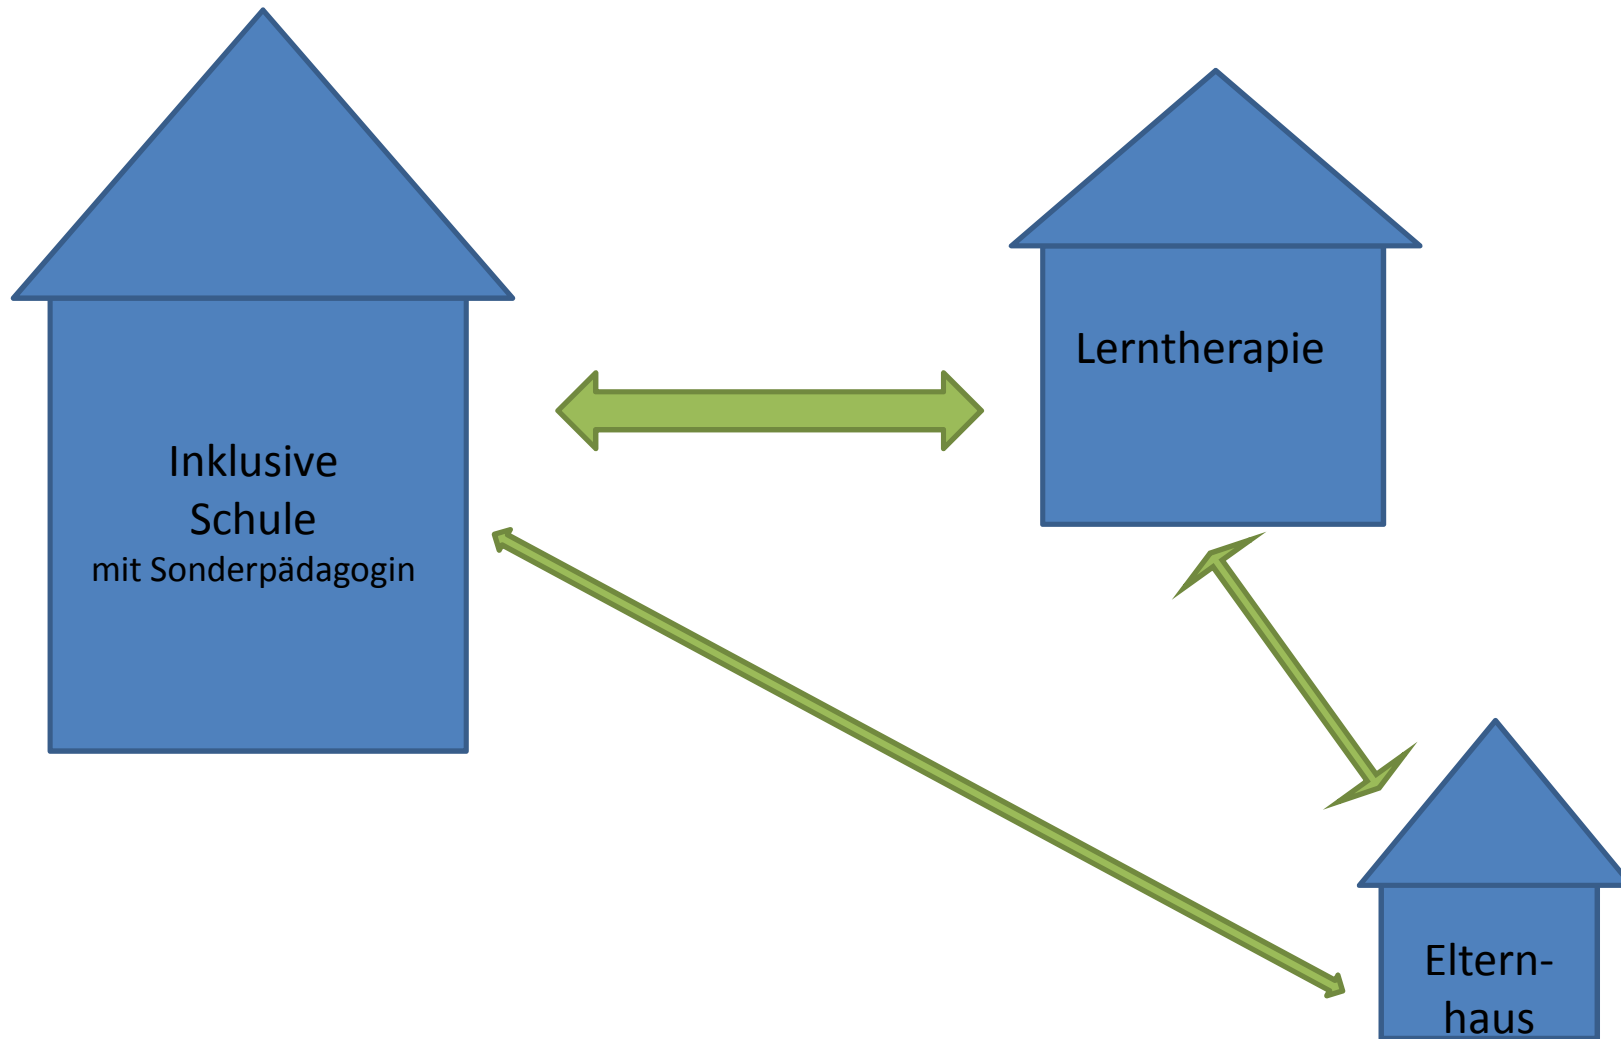 Inklusive
Schule
mit Sonderpädagogin
Lerntherapie
Eltern-
haus